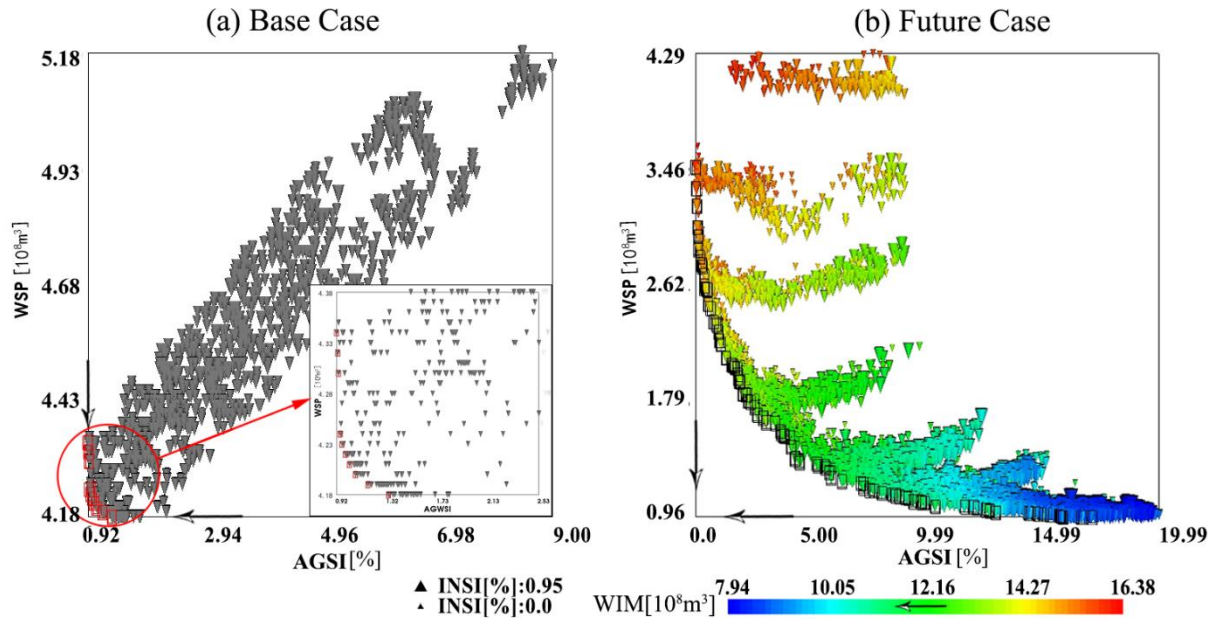 (a) Base Case
5.18
4.93
4.68
4.43
4.18
WSP [10⁸m³]
0.92 2.94 4.96 6.98 9.00
AGSI[%]
4.38
4.33
4.28
4.23
4.18
WSP
0.92 1.32 1.73 2.13 2.53
AGWSI
▲ INSI[%]:0.95
▲ INSI[%]:0.0
(b) Future Case
4.29
3.46
2.62
1.79
0.96
WSP [10⁸m³]
0.0 5.00 9.99 14.99 19.99
AGSI[%]
7.94 10.05 12.16 14.27 16.38
WIM[10⁸m³]